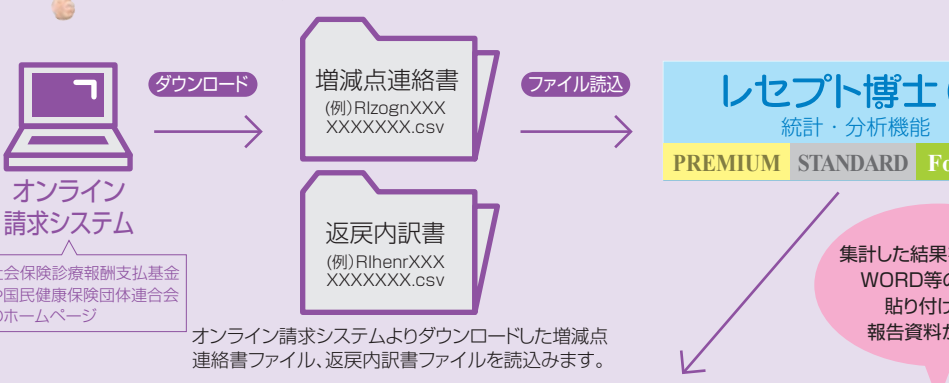 ダウンロード
増減点連絡書
(例)RIzognXXX
XXXXXXX.csv
ファイル読込
レセプト博士
統計・分析機能
PREMIUM STANDARD Fo
オンライン
請求システム
社会保険診療報酬支払基金
や国民健康保険団体連合会
のホームページ
返戻内訳書
(例)RIhenrXXX
XXXXXXX.csv
オンライン請求システムよりダウンロードした増減点
連絡書ファイル、返戻内訳書ファイルを読込みます。
集計した結果
WORD等の
貼り付け
報告資料が